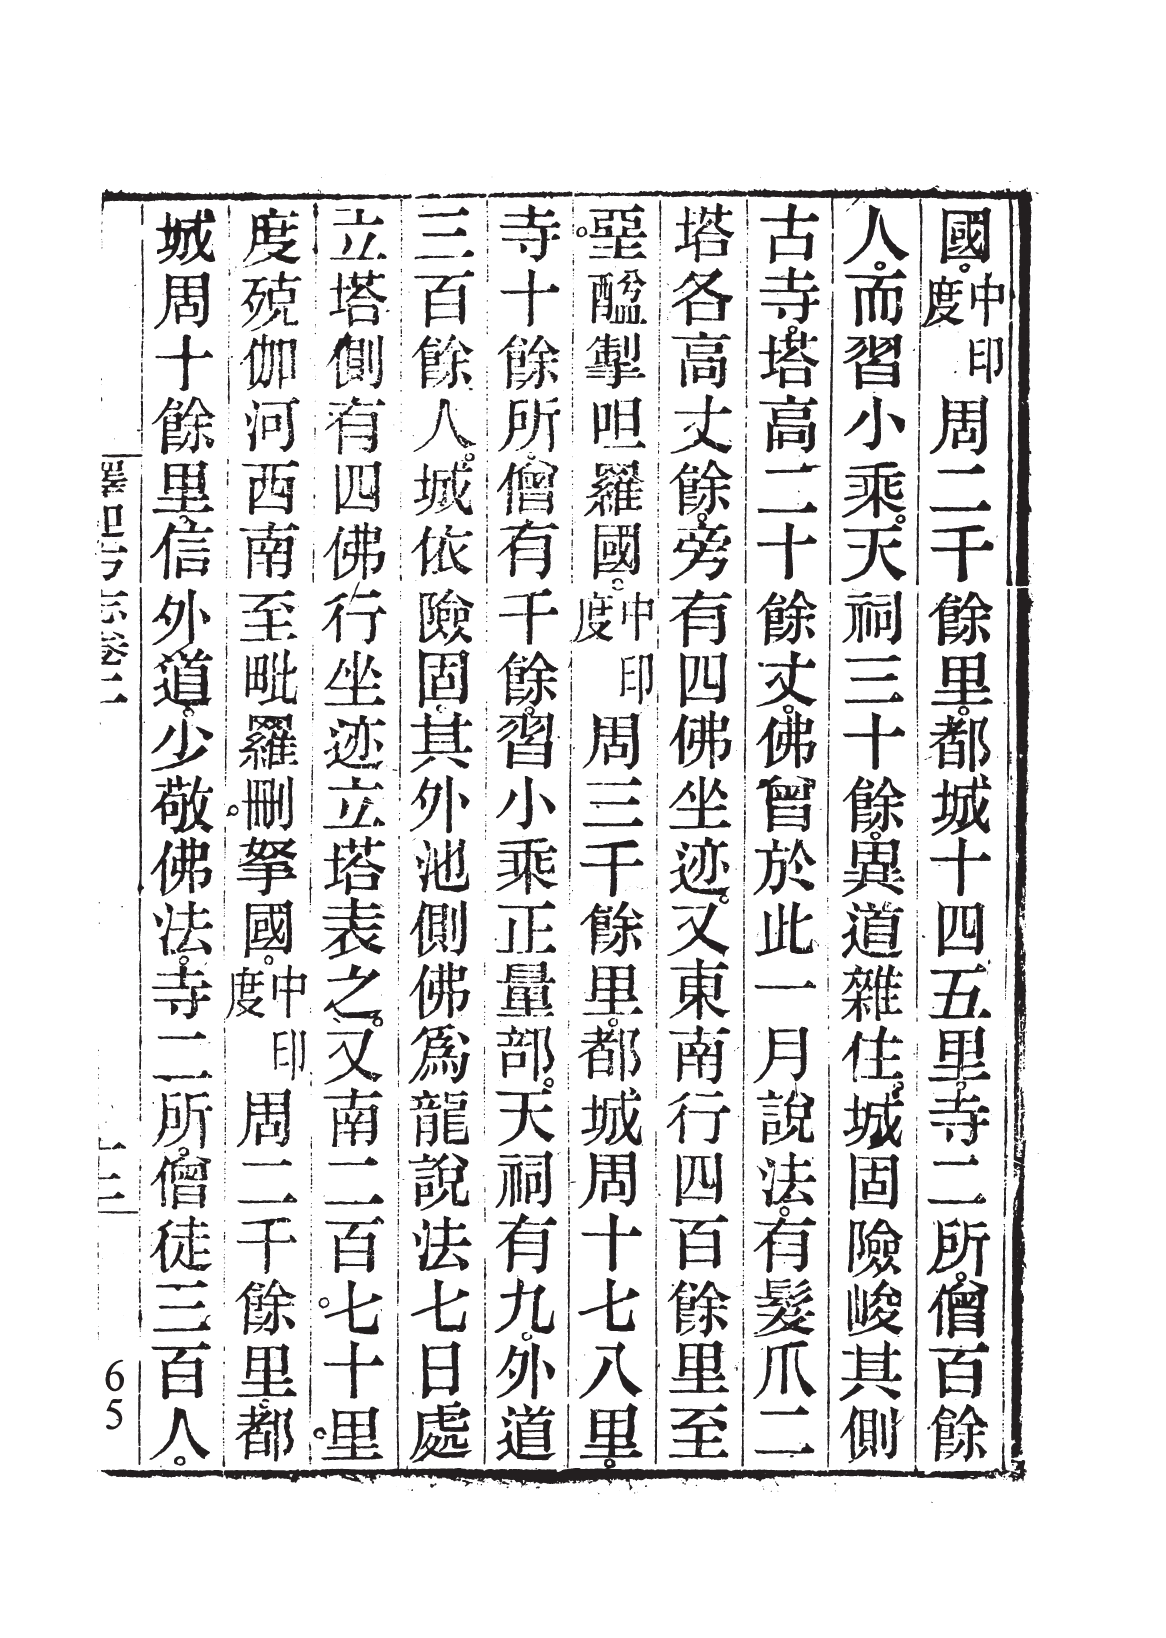 國。中印度周二千餘里。都城十四五里。寺二所。僧百餘
人。而習小乘。天祠三十餘。異道雜住。城固險峻其側
古寺。塔高二十餘丈。佛曾於此一月說法。有髮爪二
塔各高丈餘。旁有四佛坐迹。又東南行四百餘里至
堊。醯掣呾羅國。中印度周三千餘里。都城周十七八里。
寺十餘所。僧有千餘。習小乘正量部。天祠有九。外道
三百餘人。城依險固。其外池側佛為龍說法七日處
立塔側有四佛行坐迹立塔表之。又南二百七十里。
度殑伽河西南至毗羅刪拏國。中印度周二千餘里。都
城周十餘里。信外道。少敬佛法。寺二所。僧徒三百人。
釋迦方志卷二
十二
65